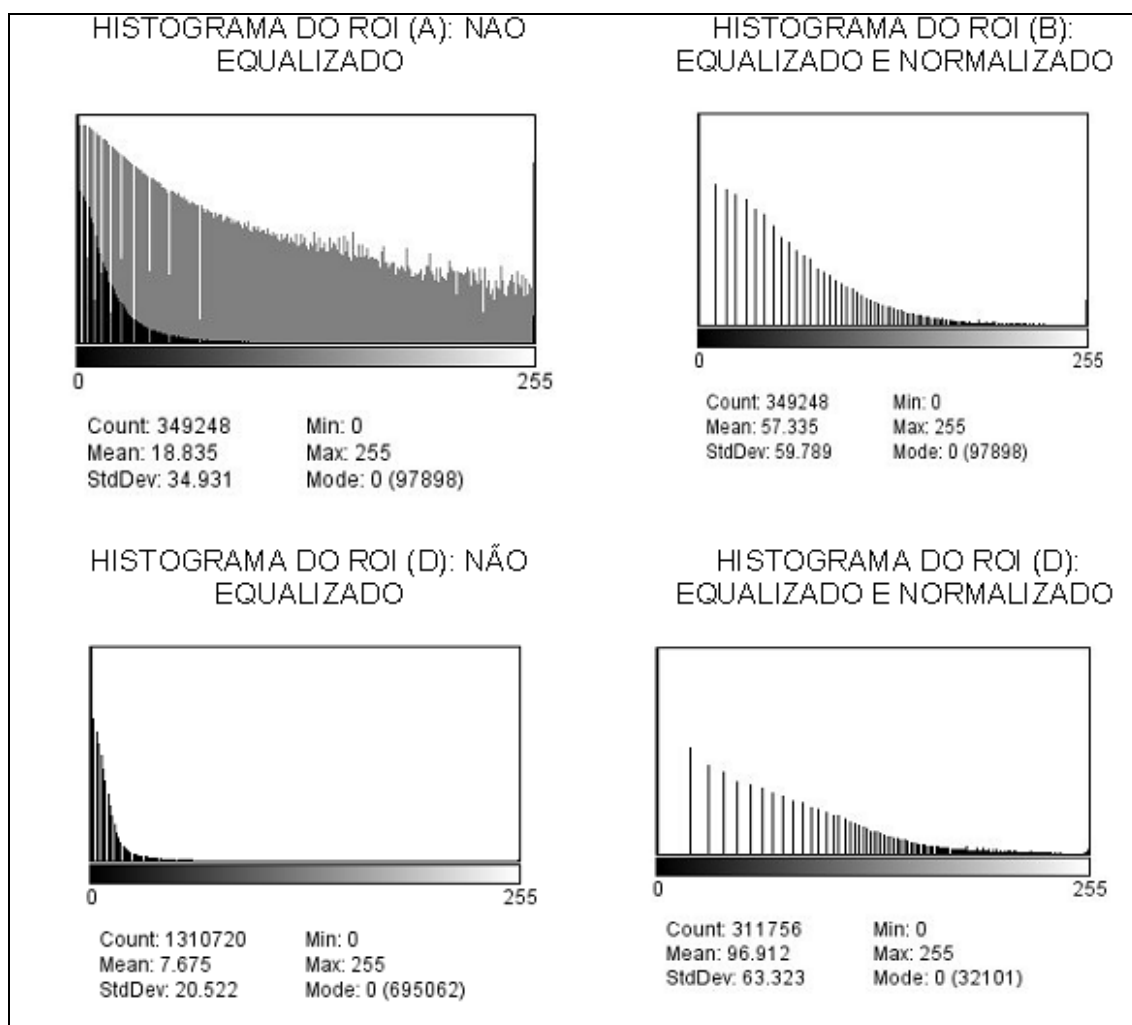 HISTOGRAMA DO ROI (A): NAO
EQUALIZADO
0
255
Count: 349248 Min: 0
Mean: 18.835 Max: 255
StdDev: 34.931 Mode: 0 (97898)
HISTOGRAMA DO ROI (B):
EQUALIZADO E NORMALIZADO
0
255
Count: 349248 Min: 0
Mean: 57.335 Max: 255
StdDev: 59.789 Mode: 0 (97898)
HISTOGRAMA DO ROI (D): NÃO
EQUALIZADO
0
255
Count: 1310720 Min: 0
Mean: 7.675 Max: 255
StdDev: 20.522 Mode: 0 (695062)
HISTOGRAMA DO ROI (D):
EQUALIZADO E NORMALIZADO
0
255
Count: 311756 Min: 0
Mean: 96.912 Max: 255
StdDev: 63.323 Mode: 0 (32101)